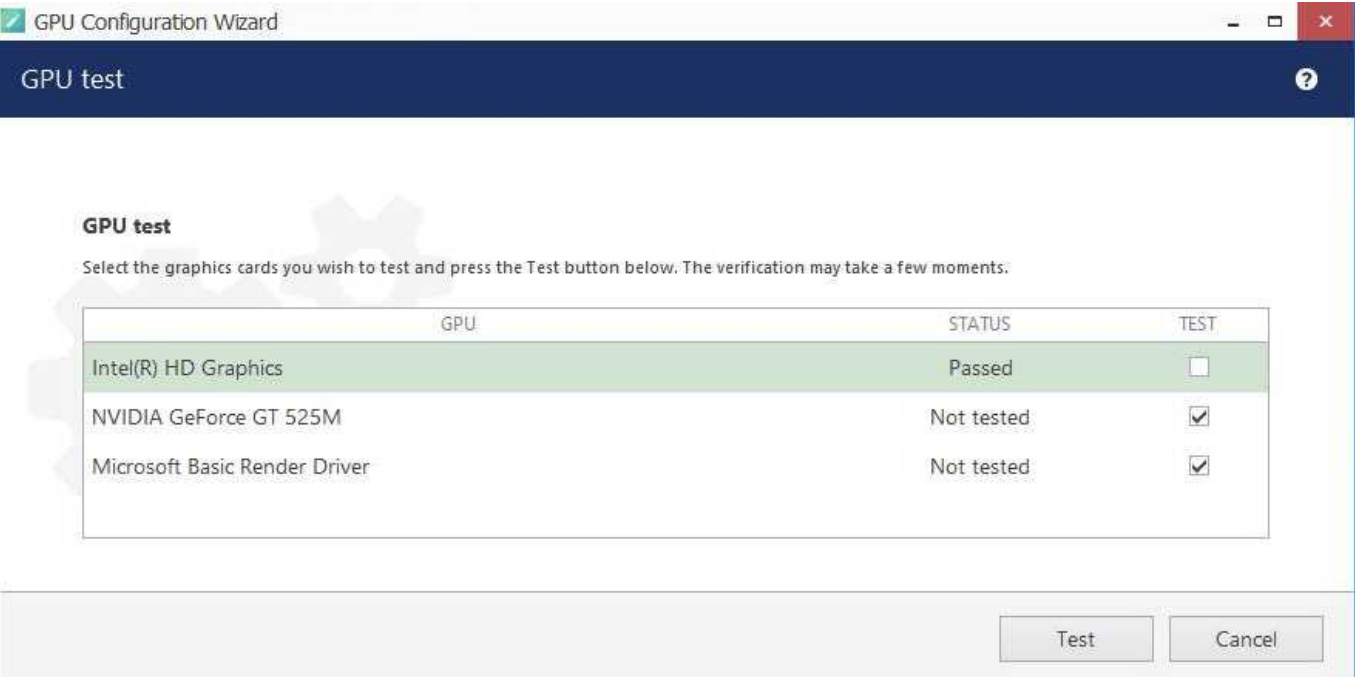 GPU Configuration Wizard
GPU test
GPU test
Select the graphics cards you wish to test and press the Test button below. The verification may take a few moments.
GPU STATUS TEST
Intel(R) HD Graphics Passed
NVIDIA GeForce GT 525M Not tested
Microsoft Basic Render Driver Not tested
Test Cancel